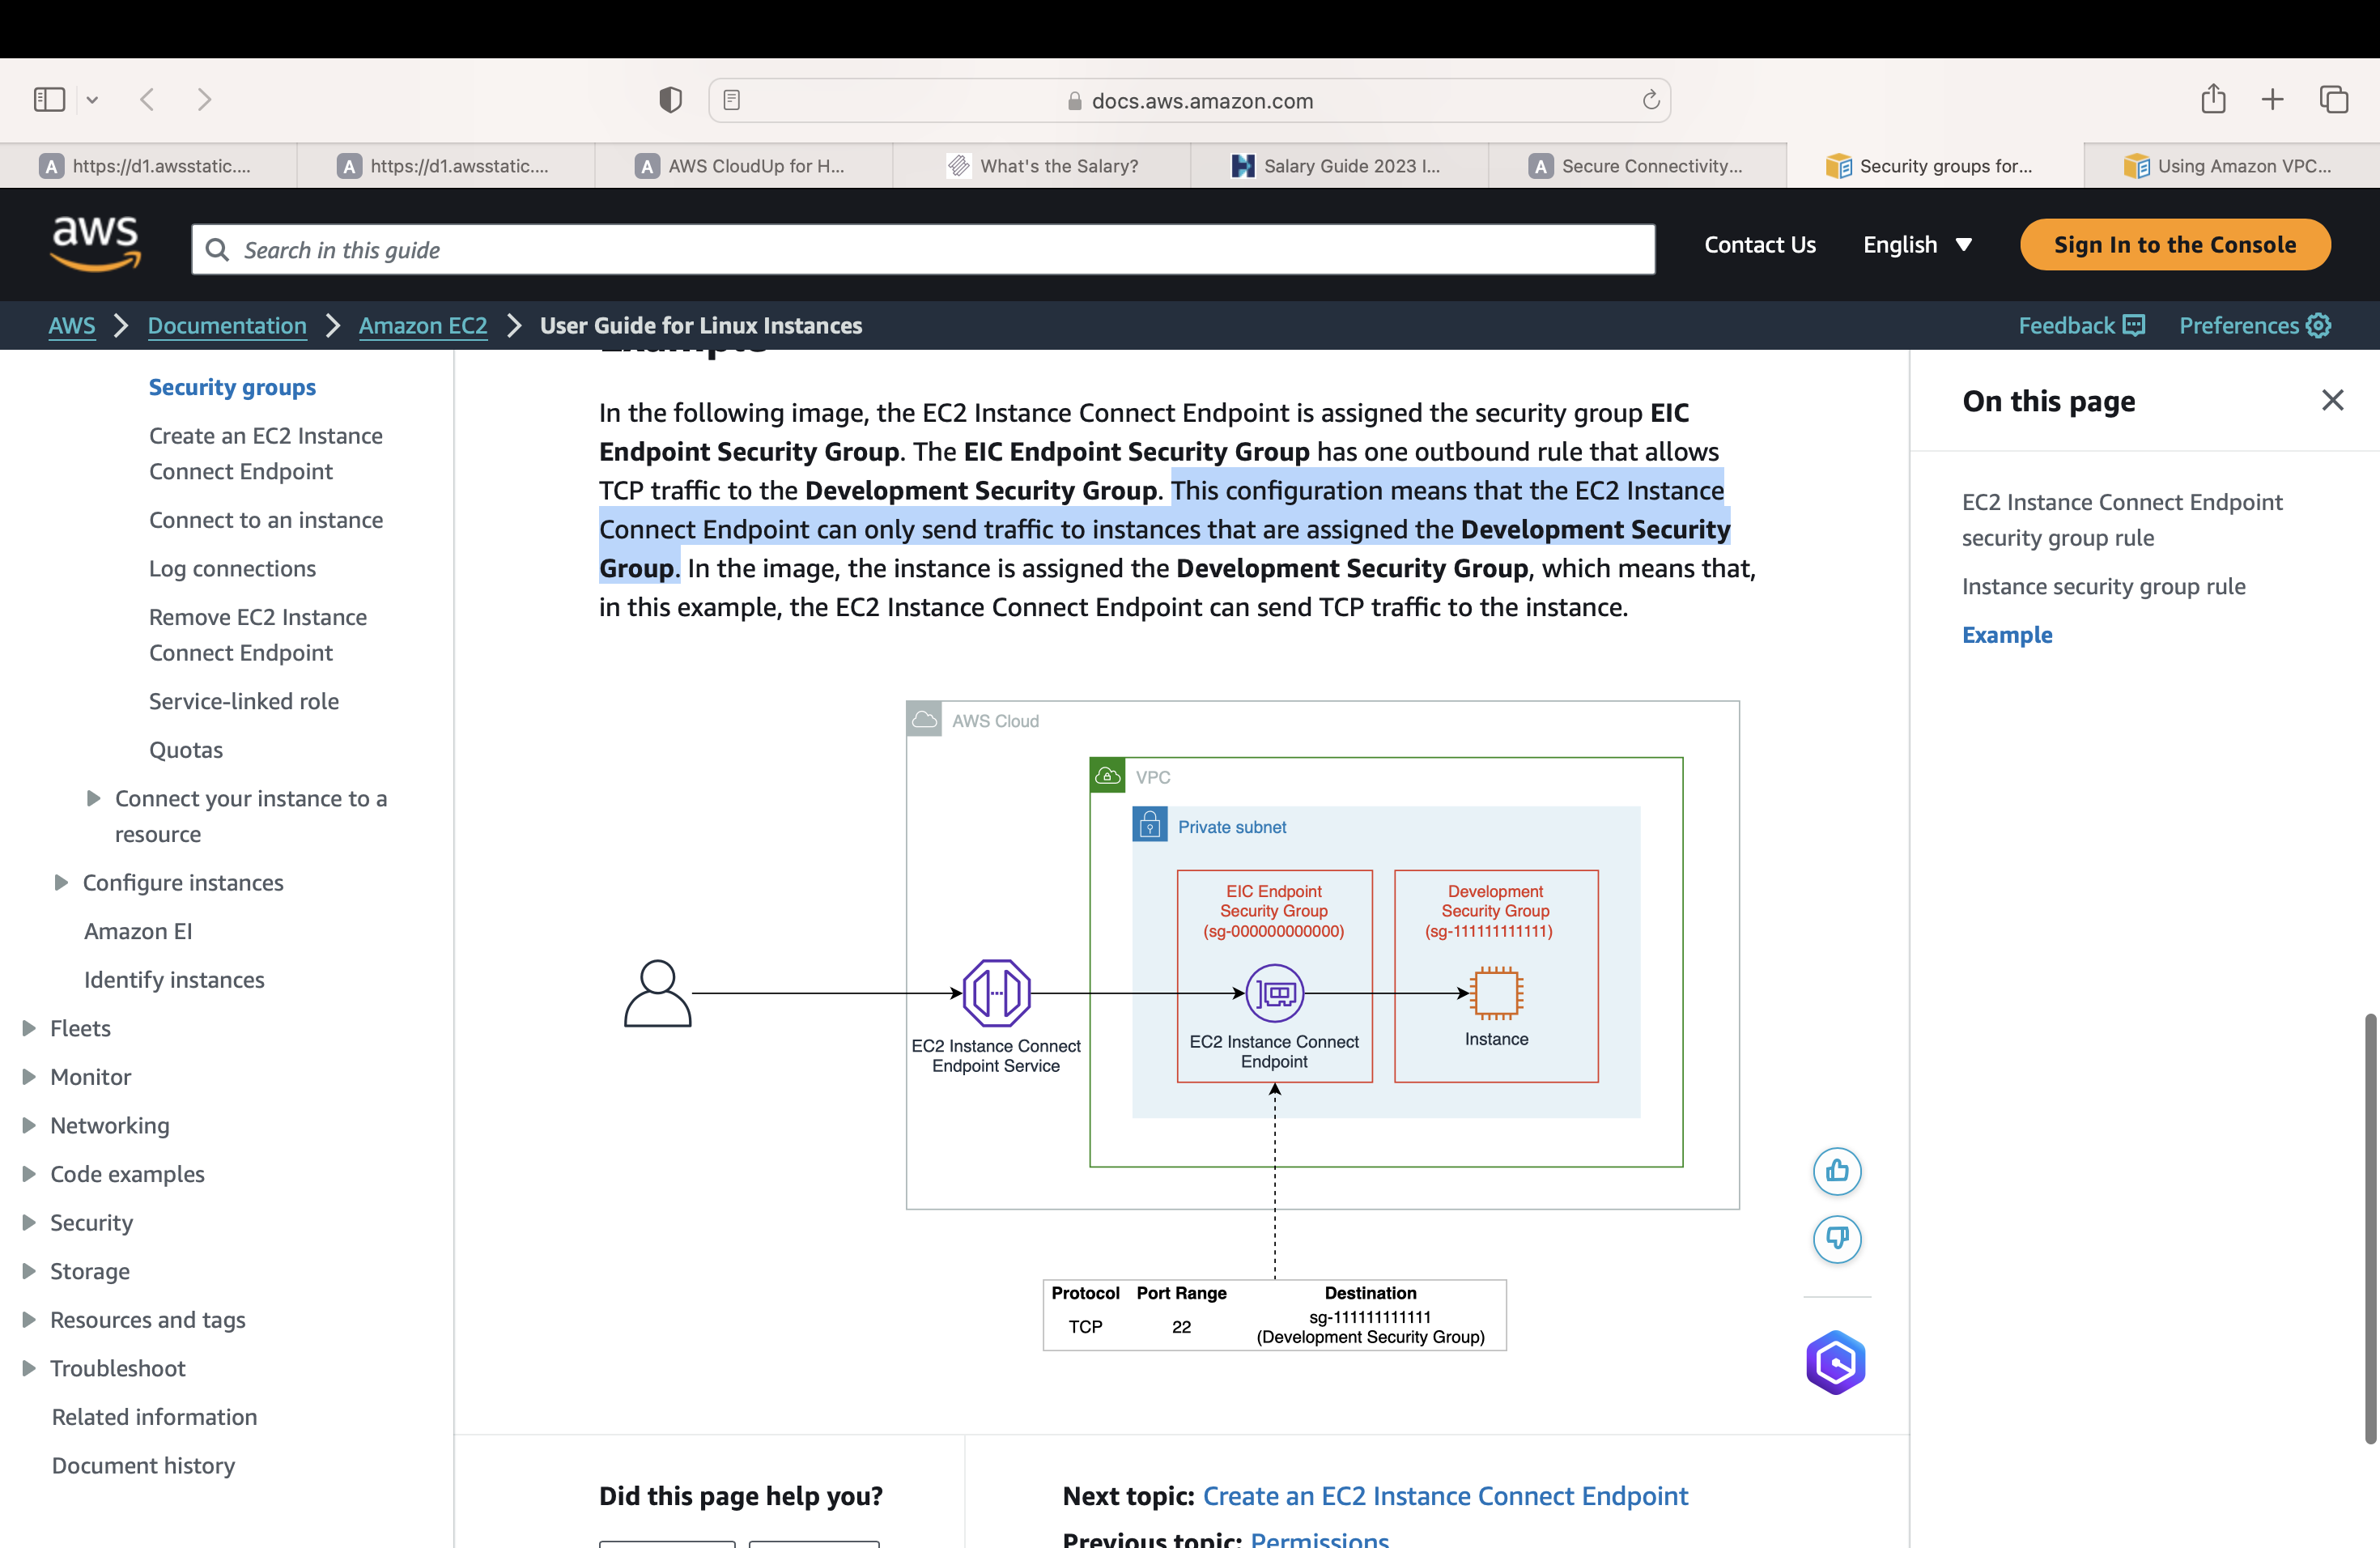 docs.aws.amazon.com
A https://d1.awsstatic....
A https://d1.awsstatic....
A AWS CloudUp for H...
What's the Salary?
Salary Guide 2023 I...
A Secure Connectivity...
Security groups for...
Using Amazon VPC...
aws
Search in this guide
Contact Us
English
Sign In to the Console
AWS
Documentation
Amazon EC2
User Guide for Linux Instances
Feedback
Preferences
Security groups
Create an EC2 Instance
Connect Endpoint
Connect to an instance
Log connections
Remove EC2 Instance
Connect Endpoint
Service-linked role
Quotas
Connect your instance to a
resource
Configure instances
Amazon EI
Identify instances
Fleets
Monitor
Networking
Code examples
Security
Storage
Resources and tags
Troubleshoot
Related information
Document history
Example
In the following image, the EC2 Instance Connect Endpoint is assigned the security group EIC
Endpoint Security Group. The EIC Endpoint Security Group has one outbound rule that allows
TCP traffic to the Development Security Group. This configuration means that the EC2 Instance
Connect Endpoint can only send traffic to instances that are assigned the Development Security
Group. In the image, the instance is assigned the Development Security Group, which means that,
in this example, the EC2 Instance Connect Endpoint can send TCP traffic to the instance.
AWS Cloud
VPC
Private subnet
EIC Endpoint
Security Group
(sg-000000000000)
Development
Security Group
(sg-111111111111)
EC2 Instance Connect
Endpoint Service
EC2 Instance Connect
Endpoint
Instance
Protocol Port Range Destination
TCP 22 sg-111111111111
(Development Security Group)
Did this page help you?
Next topic: Create an EC2 Instance Connect Endpoint
Previous topic: Permissions
On this page
EC2 Instance Connect Endpoint
security group rule
Instance security group rule
Example